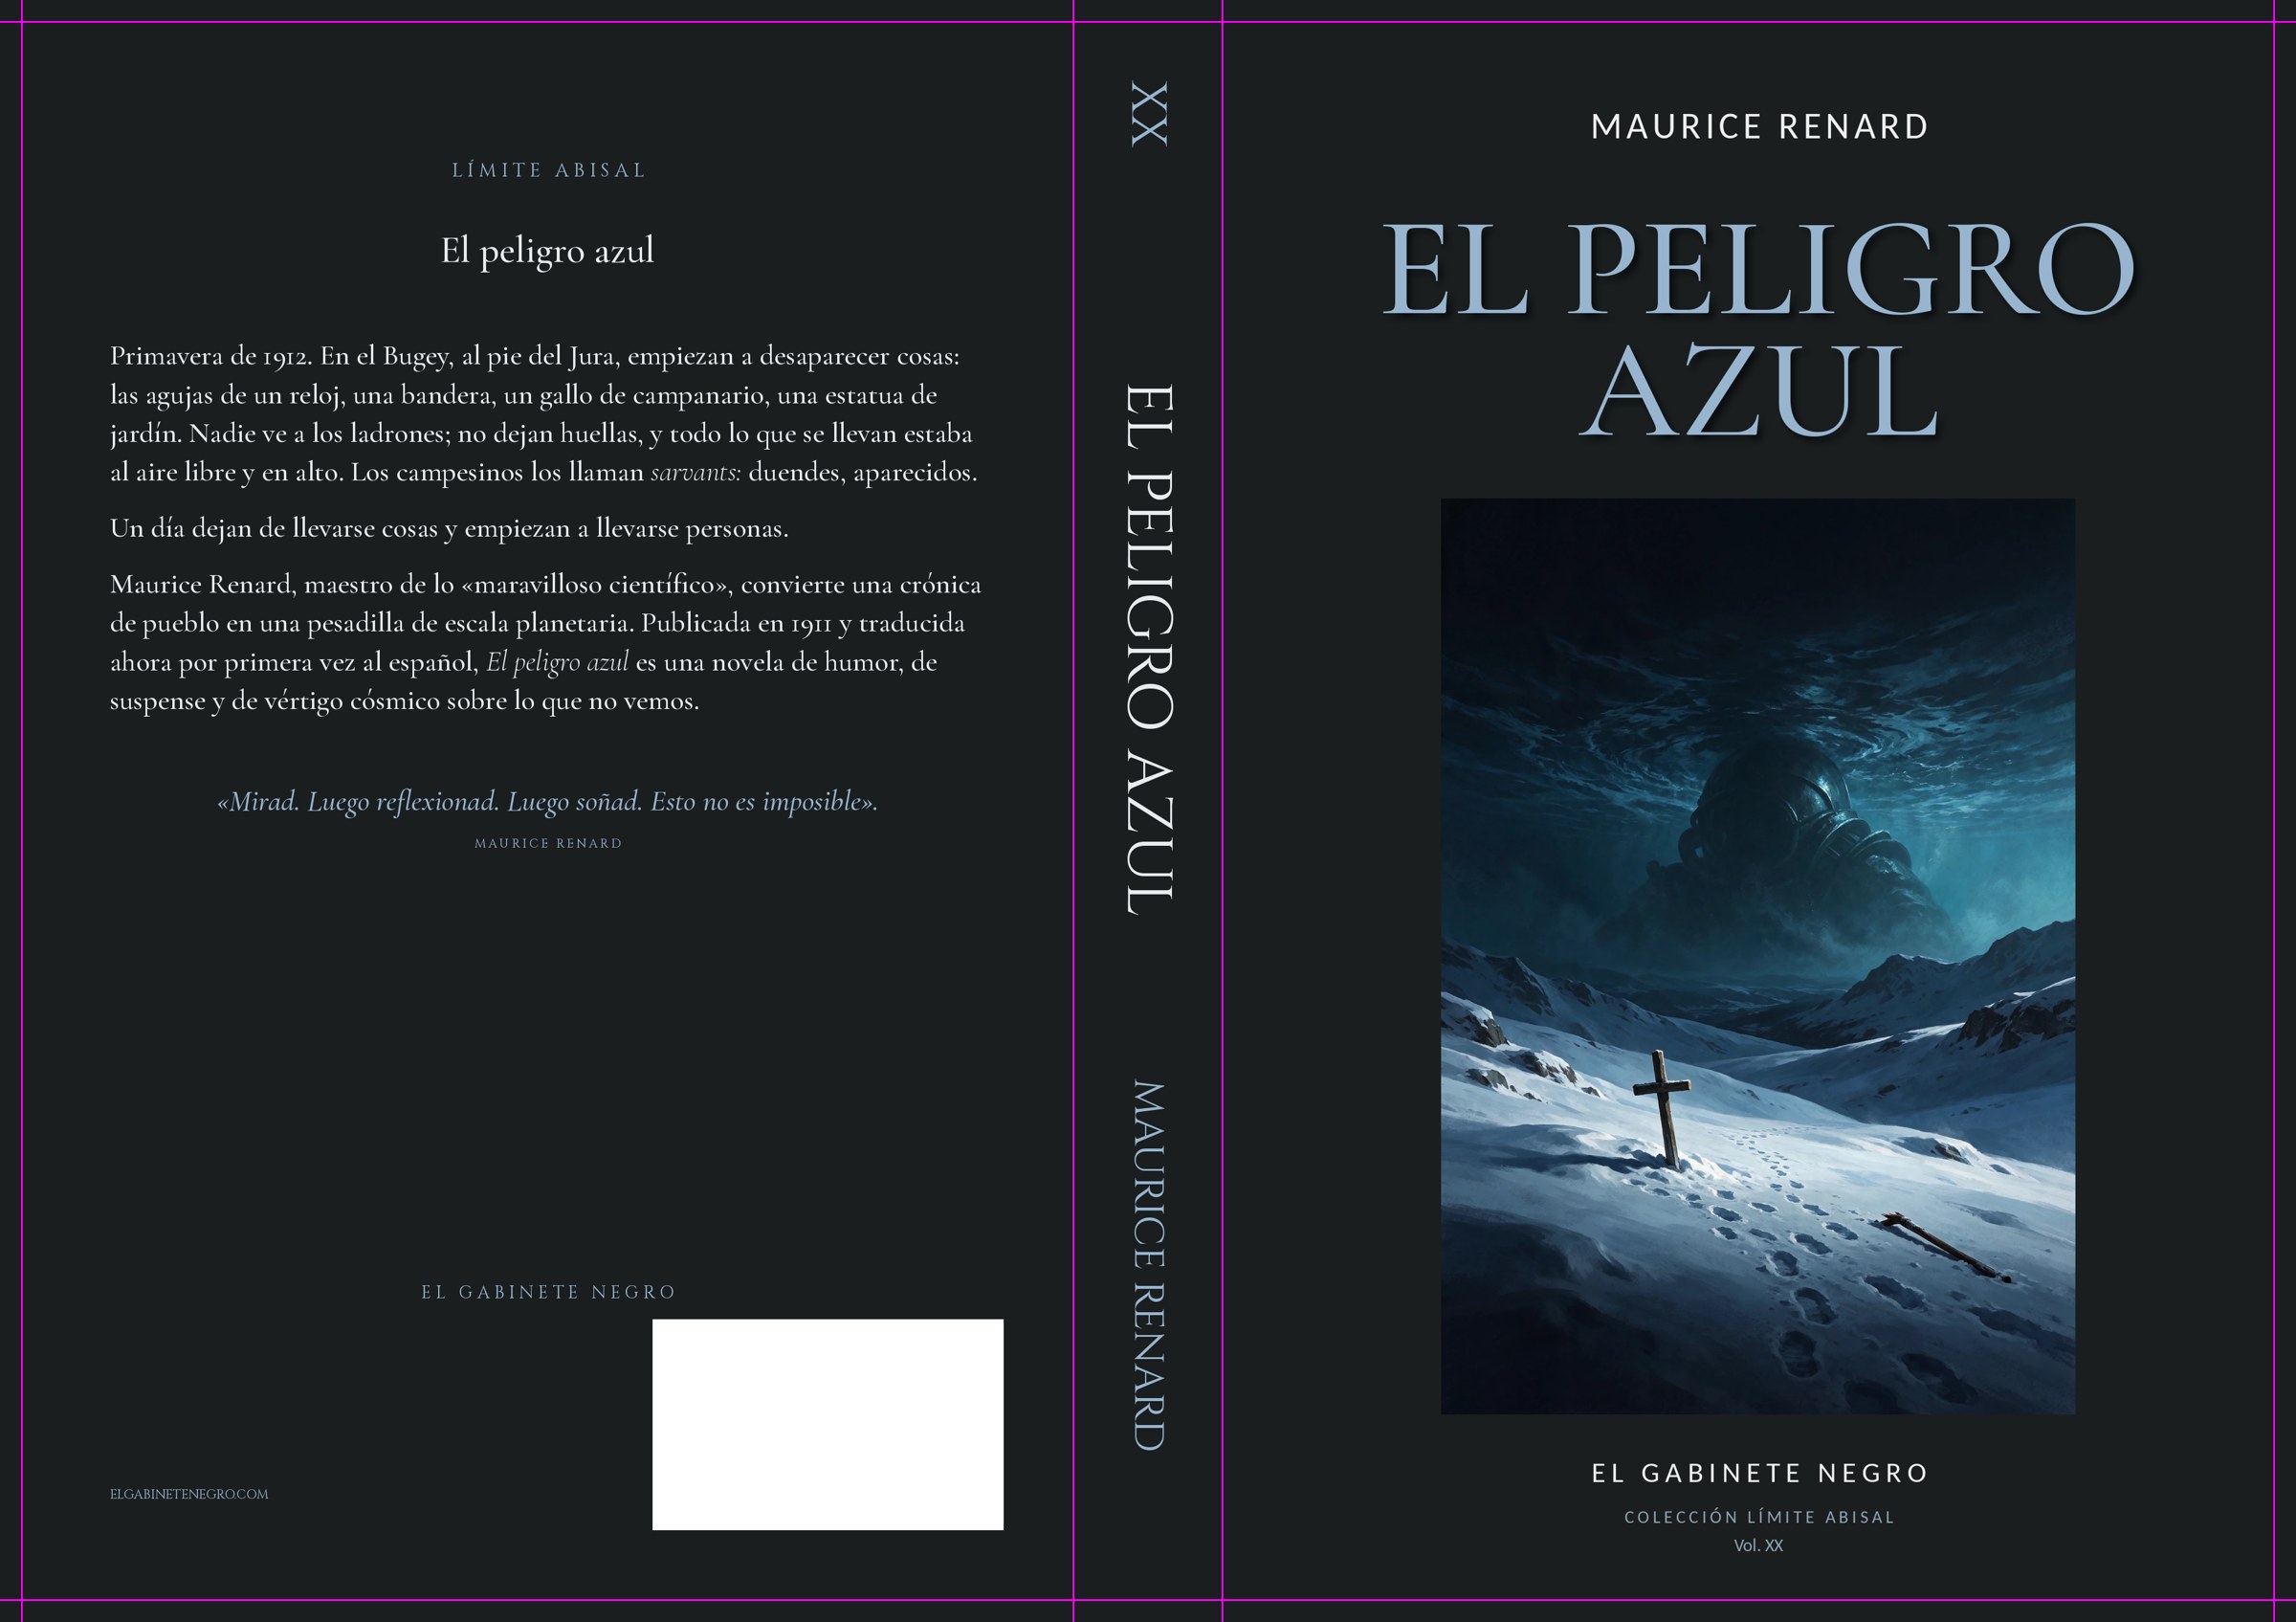 LÍMITE ABISAL
El peligro azul
Primavera de 1912. En el Bugey, al pie del Jura, empiezan a desaparecer cosas:
las agujas de un reloj, una bandera, un gallo de campanario, una estatua de
jardín. Nadie ve a los ladrones; no dejan huellas, y todo lo que se llevan estaba
al aire libre y en alto. Los campesinos los llaman sarvants: duendes, aparecidos.
Un día dejan de llevarse cosas y empiezan a llevarse personas.
Maurice Renard, maestro de lo «maravilloso científico», convierte una crónica
de pueblo en una pesadilla de escala planetaria. Publicada en 1911 y traducida
ahora por primera vez al español, El peligro azul es una novela de humor, de
suspense y de vértigo cósmico sobre lo que no vemos.
«Mirad. Luego reflexionad. Luego soñad. Esto no es imposible».
MAURICE RENARD
EL GABINETE NEGRO
ELGABINETENEGRO.COM
XX
EL PELIGRO AZUL
MAURICE RENARD
MAURICE RENARD
EL PELIGRO
AZUL
EL GABINETE NEGRO
COLECCIÓN LÍMITE ABISAL
Vol. XX